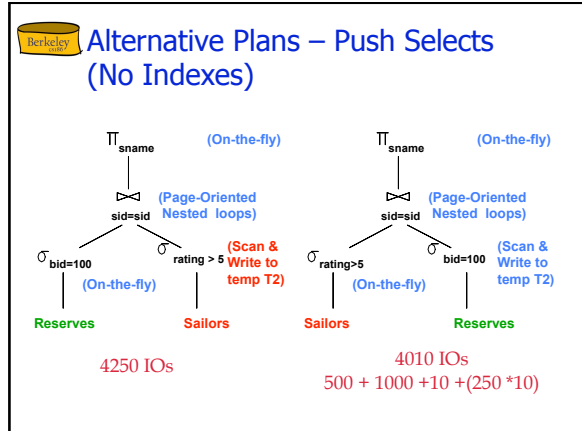 Berkeley
cs186
Alternative Plans – Push Selects
(No Indexes)
∏ sname
(On-the-fly)
(Page-Oriented
Nested loops)
sid=sid
σ bid=100
(On-the-fly)
σ rating > 5
(Scan &
Write to
temp T2)
Reserves
Sailors
4250 IOs
∏ sname
(On-the-fly)
(Page-Oriented
Nested loops)
sid=sid
σ rating>5
(On-the-fly)
σ bid=100
(Scan &
Write to
temp T2)
Sailors
Reserves
4010 IOs
500 + 1000 +10 +(250 *10)